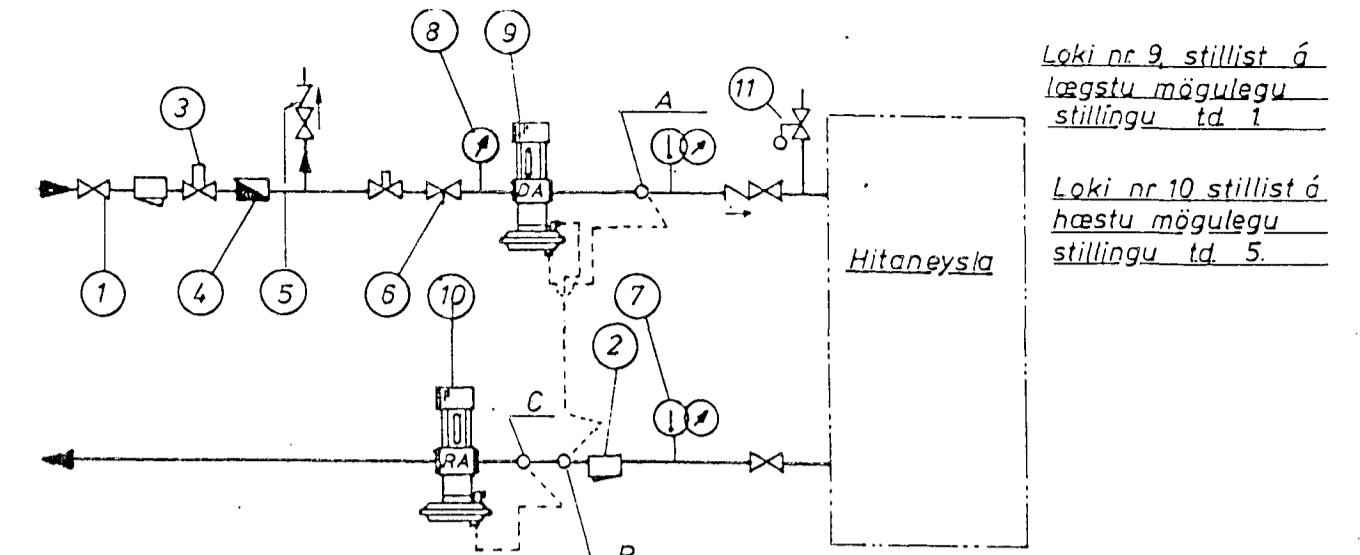 8
9
Loki nr. 9, stillist á
lægstu mögulegu
stillingu td. 1
A
11
3
DA
Hitaneysla
Loki nr 10 stillist á
hæstu mögulegu
stillingu t.d. 5.
1
4
5
6
10
7
2
C
RA
B